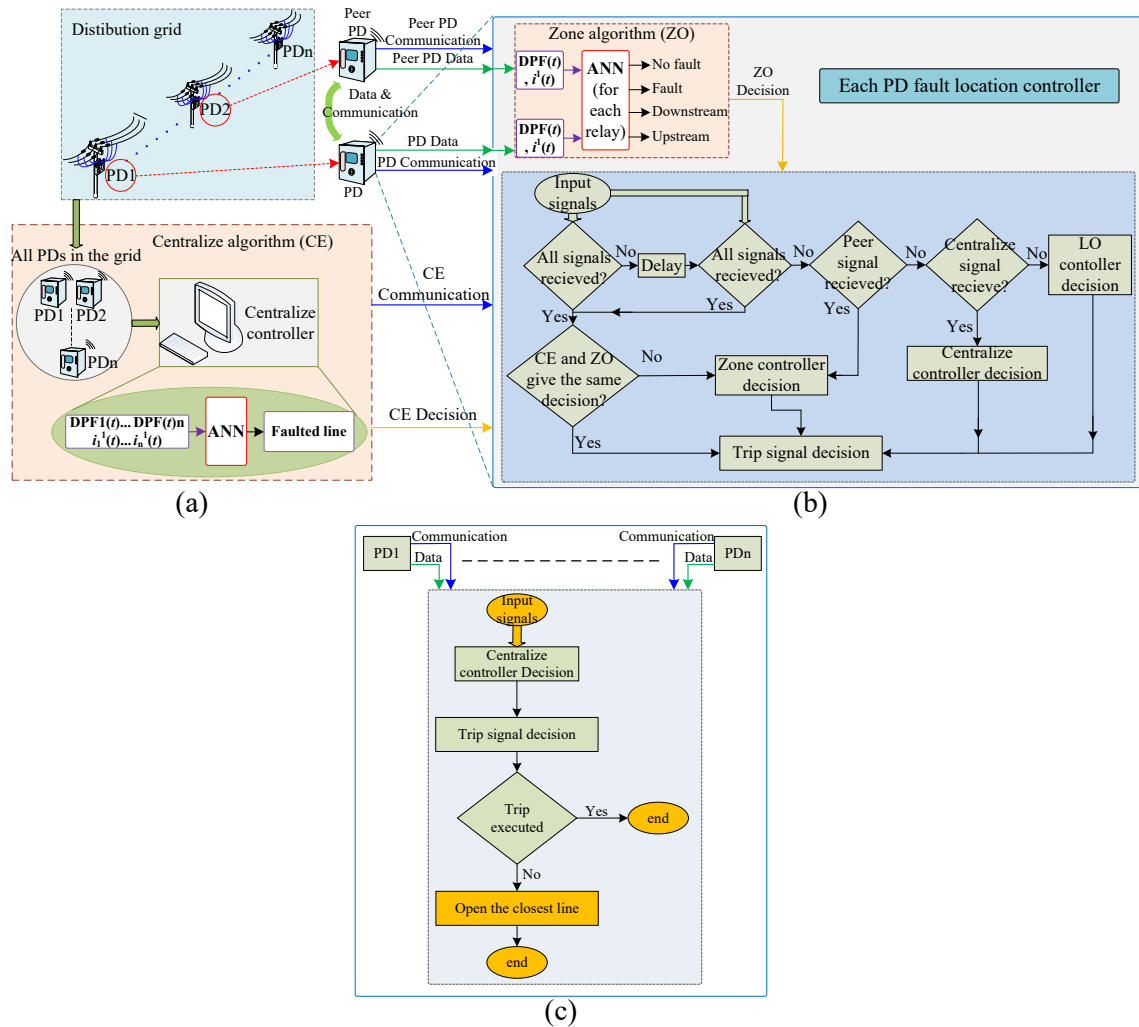 Distibution grid
PDn
PD2
PD1
Peer
PD
Peer PD
Communication
Peer PD Data
Data &
Communication
PD Data
PD Communication
PD
Zone algorithm (ZO)
DPF(t)
, i¹(t)
DPF(t)
, i¹(t)
ANN
(for
each
relay)
No fault
Fault
Downstream
Upstream
ZO
Decision
Each PD fault location controller
Centralize algorithm (CE)
All PDs in the grid
PD1
PD2
PDn
Centralize
controller
DPF1(t)... DPF(t)n
i₁¹(t)... iₙ¹(t)
ANN
Faulted line
CE
Communication
CE Decision
Input
signals
All signals
recieved?
No
Delay
All signals
recieved?
No
Peer
signal
recieved?
No
Centralize
signal
recieve?
No
LO
contoller
decision
Yes
Yes
Yes
Yes
CE and ZO
give the same
decision?
No
Zone controller
decision
Centralize
controller decision
Yes
Trip signal decision
(a)
(b)
PD1
Communication
Data
Communication
Data
PDn
Input
signals
Centralize
controller Decision
Trip signal decision
Trip
executed
Yes
end
No
Open the closest line
end
(c)